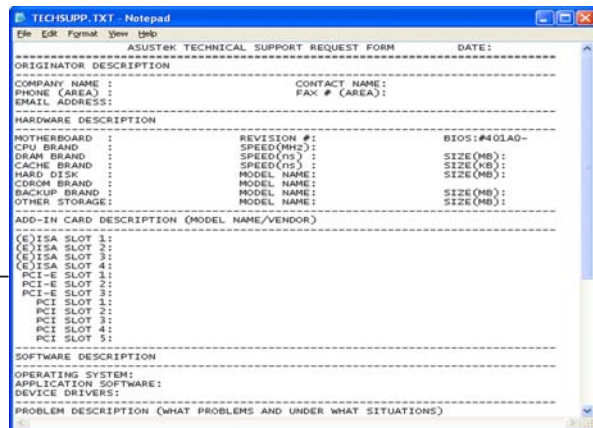 TECHSUPP.TXT - Notepad
File Edit Format View Help
ASUSTeK TECHNICAL SUPPORT REQUEST FORM DATE:
ORIGINATOR DESCRIPTION
COMPANY NAME : CONTACT NAME:
PHONE (AREA) : FAX # (AREA):
EMAIL ADDRESS:
HARDWARE DESCRIPTION
MOTHERBOARD : REVISION #: BIOS:#401A0-
CPU BRAND : SPEED(MHz):
DRAM BRAND : SPEED(ns) : SIZE(MB):
CACHE BRAND : SPEED(ns) : SIZE(KB):
HARD DISK : MODEL NAME: SIZE(MB):
CDROM BRAND : MODEL NAME:
BACKUP BRAND : MODEL NAME: SIZE(MB):
OTHER STORAGE: MODEL NAME: SIZE(MB):
ADD-IN CARD DESCRIPTION (MODEL NAME/VENDOR)
(E)ISA SLOT 1:
(E)ISA SLOT 2:
(E)ISA SLOT 3:
(E)ISA SLOT 4:
PCI-E SLOT 1:
PCI-E SLOT 2:
PCI-E SLOT 3:
PCI SLOT 1:
PCI SLOT 2:
PCI SLOT 3:
PCI SLOT 4:
PCI SLOT 5:
SOFTWARE DESCRIPTION
OPERATING SYSTEM:
APPLICATION SOFTWARE:
DEVICE DRIVERS:
PROBLEM DESCRIPTION (WHAT PROBLEMS AND UNDER WHAT SITUATIONS)